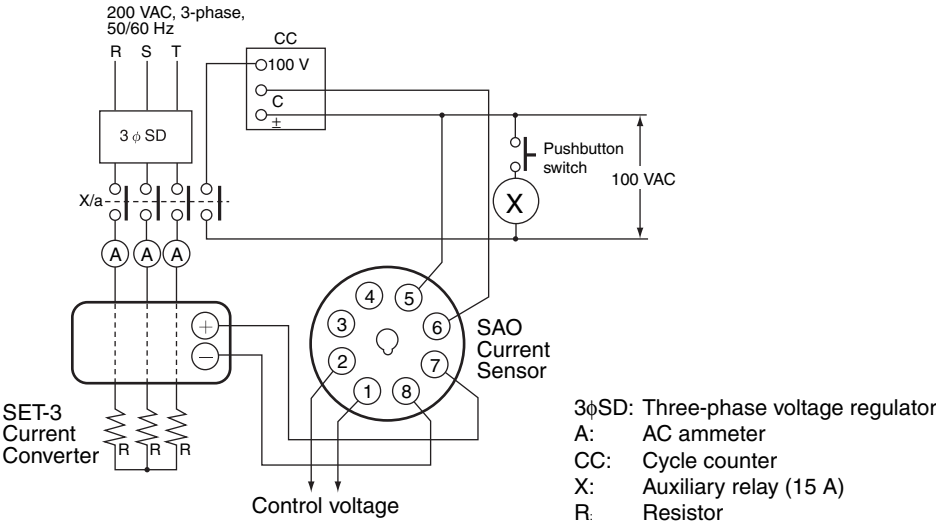 200 VAC, 3-phase,
50/60 Hz
R S T
CC
100 V
C
±
3 ϕ SD
Pushbutton
switch
100 VAC
X/a
X
A A A
+
−
4 5
3 6
2 7
1 8
SAO
Current
Sensor
SET-3
Current
Converter
R R R
Control voltage
3ϕSD: Three-phase voltage regulator
A: AC ammeter
CC: Cycle counter
X: Auxiliary relay (15 A)
R: Resistor